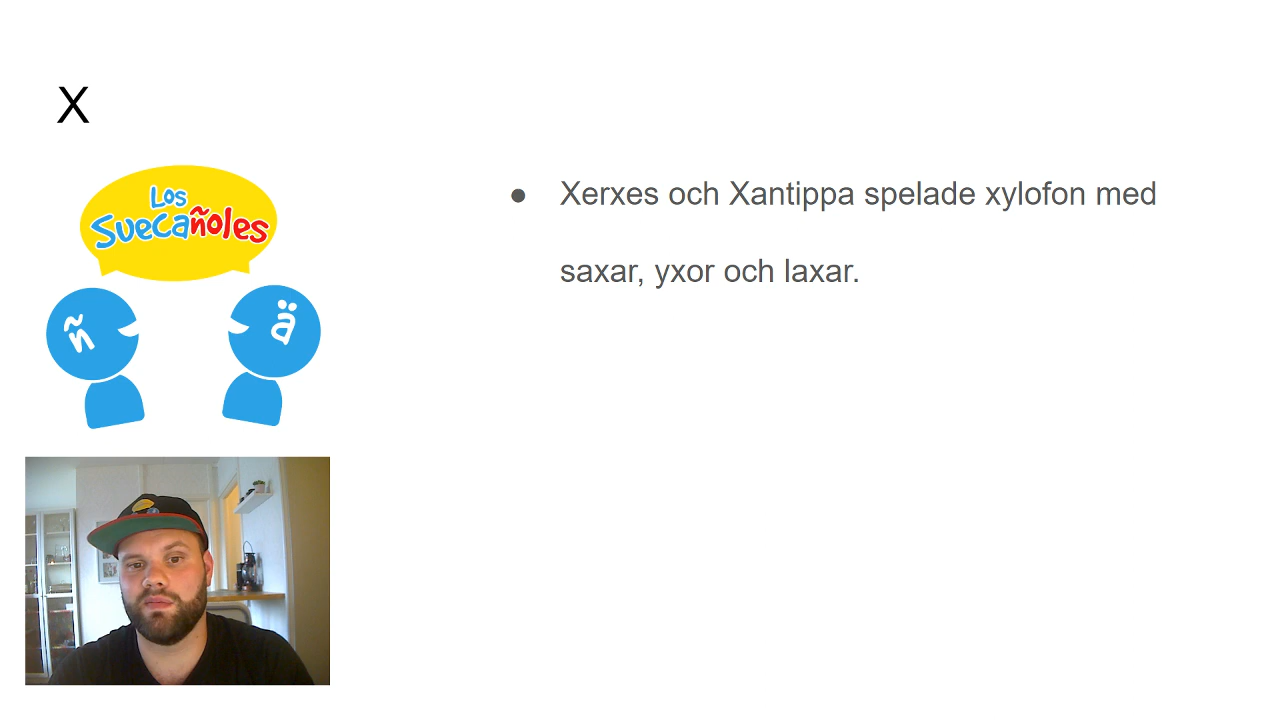 X
Los
Suecañoles
ñ
ä
● Xerxes och Xantippa spelade xylofon med
saxar, yxor och laxar.